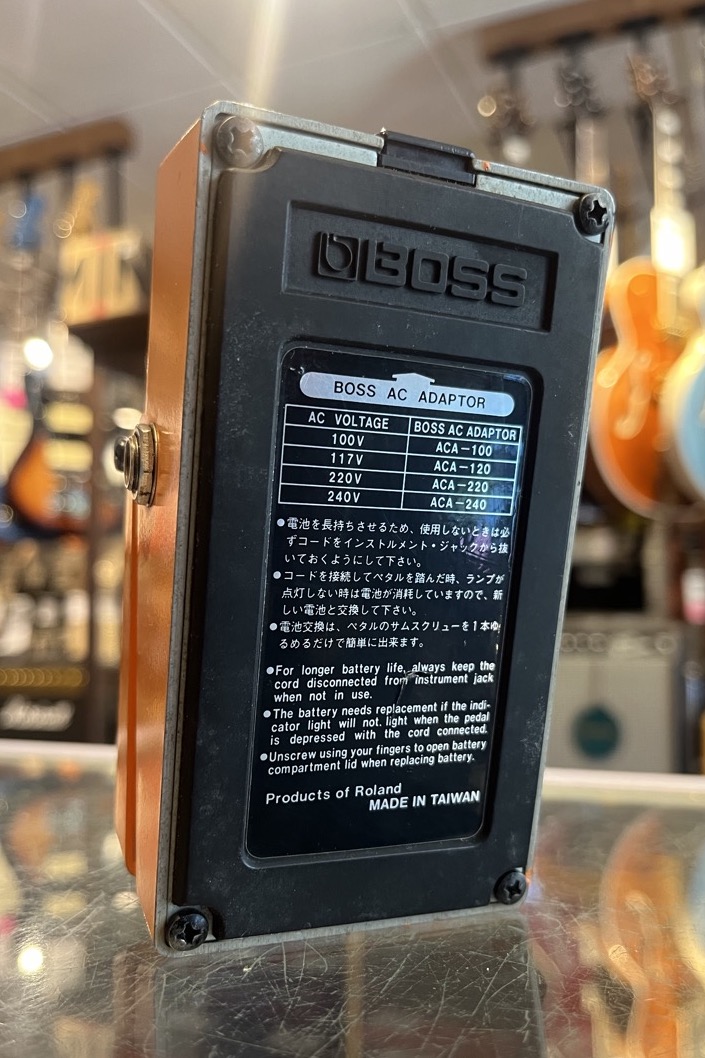 BOSS
BOSS AC ADAPTOR
AC VOLTAGE BOSS AC ADAPTOR
100V ACA-100
117V ACA-120
220V ACA-220
240V ACA-240
●電池を長持ちさせるため、使用しないときは必
ずコードをインストルメント・ジャックから抜
いておくようにして下さい。
●コードを接続してペタルを踏んだ時、ランプが
点灯しない時は電池が消耗していますので、新
しい電池と交換して下さい。
●電池交換は、ペタルのサムスクリューを1本ゆ
るめるだけで簡単に出来ます。
●For longer battery life, always keep the
cord disconnected from instrument jack
when not in use.
●The battery needs replacement if the indi-
cator light will not light when the pedal
is depressed with the cord connected.
●Unscrew using your fingers to open battery
compartment lid when replacing battery.
Products of Roland
MADE IN TAIWAN
Marshall